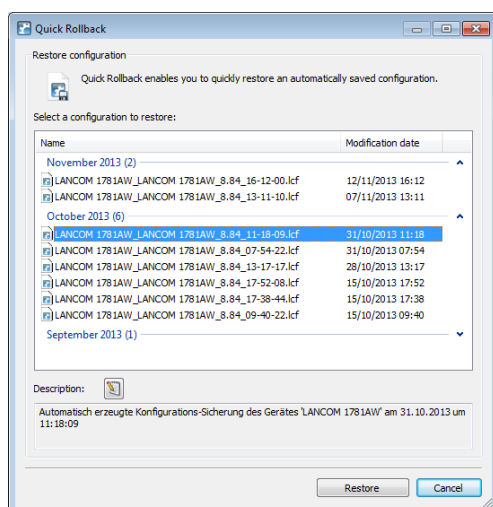 Quick Rollback
Restore configuration
Quick Rollback enables you to quickly restore an automatically saved configuration.
Select a configuration to restore:
Name Modification date
November 2013 (2)
LANCOM 1781AW_LANCOM 1781AW_8.84_16-12-00.lcf 12/11/2013 16:12
LANCOM 1781AW_LANCOM 1781AW_8.84_13-11-10.lcf 07/11/2013 13:11
October 2013 (6)
LANCOM 1781AW_LANCOM 1781AW_8.84_11-18-09.lcf 31/10/2013 11:18
LANCOM 1781AW_LANCOM 1781AW_8.84_07-54-22.lcf 31/10/2013 07:54
LANCOM 1781AW_LANCOM 1781AW_8.84_13-17-17.lcf 28/10/2013 13:17
LANCOM 1781AW_LANCOM 1781AW_8.84_17-52-08.lcf 15/10/2013 17:52
LANCOM 1781AW_LANCOM 1781AW_8.84_17-38-44.lcf 15/10/2013 17:38
LANCOM 1781AW_LANCOM 1781AW_8.84_09-40-22.lcf 15/10/2013 09:40
September 2013 (1)
Description:
Automatisch erzeugte Konfigurations-Sicherung des Gerätes 'LANCOM 1781AW' am 31.10.2013 um
11:18:09
Restore Cancel